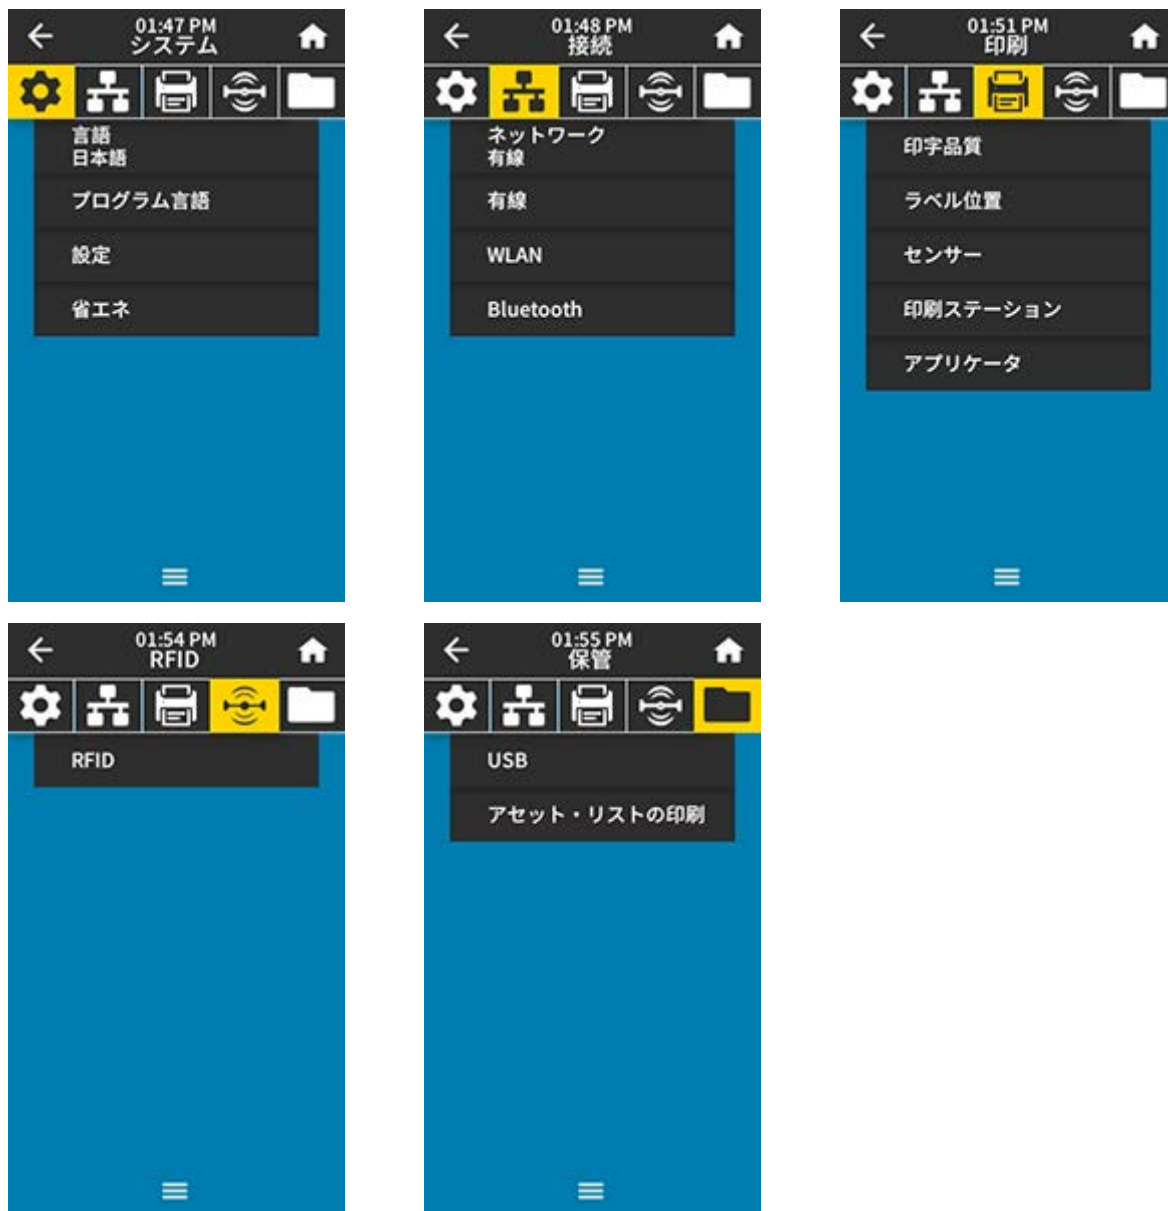 01:47 PM
システム
言語
日本語
プログラム言語
設定
省エネ
01:48 PM
接続
ネットワーク
有線
有線
WLAN
Bluetooth
01:51 PM
印刷
印字品質
ラベル位置
センサー
印刷ステーション
アプリケータ
01:54 PM
RFID
RFID
01:55 PM
保管
USB
アセット・リストの印刷